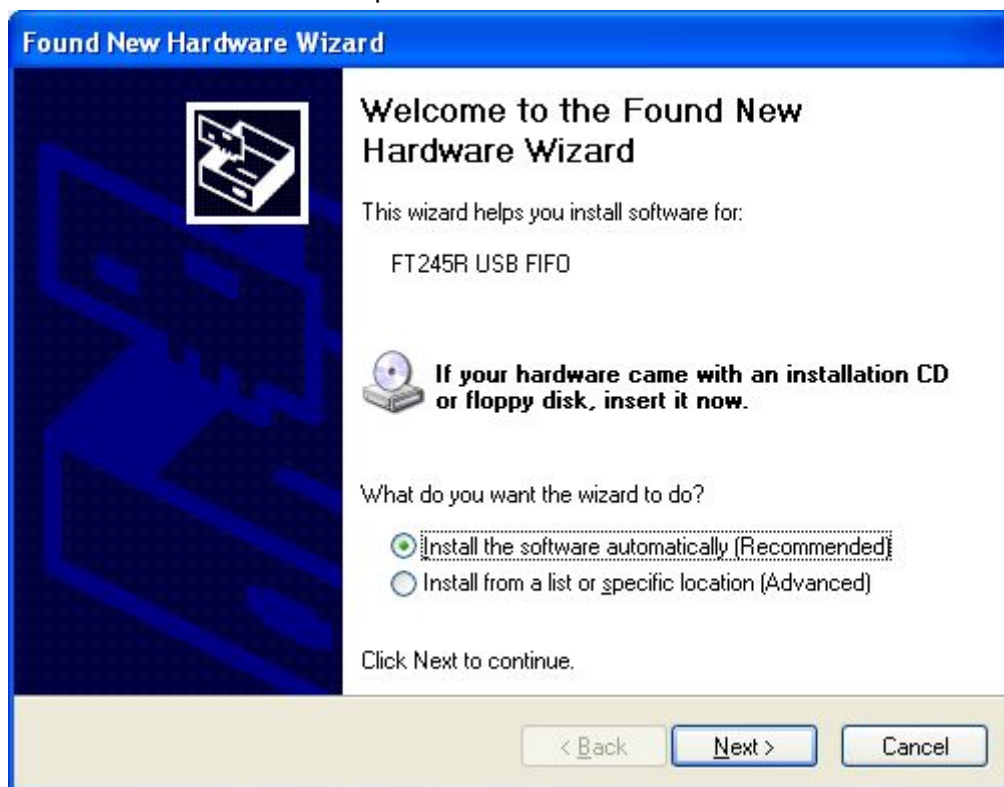 Found New Hardware Wizard
Welcome to the Found New
Hardware Wizard
This wizard helps you install software for:
FT245R USB FIFO
If your hardware came with an installation CD
or floppy disk, insert it now.
What do you want the wizard to do?
Install the software automatically (Recommended)
Install from a list or specific location (Advanced)
Click Next to continue.
< Back Next > Cancel